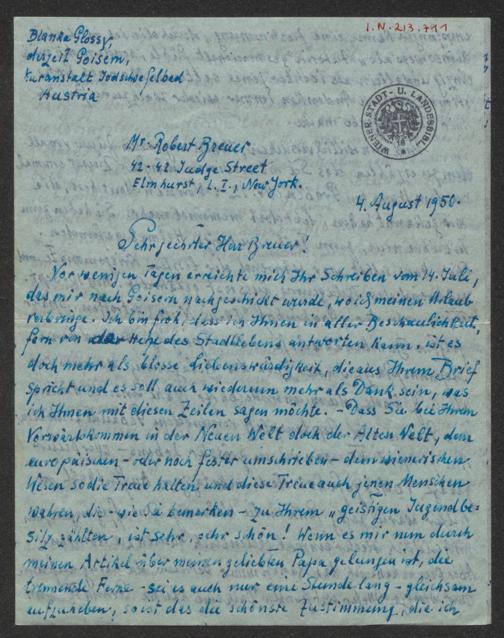 I.N. 213.711
Blanka Glossy,
derzeit Goisern,
Kuranstalt Jodschwefelbad
Austria
WIENER STADT- U. LANDESBIBL.
Mr. Robert Breuer
42-42 Judge Street
Elmhurst, L.I., New York.
4. August 1950.
Sehr geehrter Herr Breuer!
Vor wenigen Tagen erreichte mich Ihr Schreiben vom 14. Juli,
das mir nach Goisern nachgeschickt wurde, wo ich meinen Urlaub
verbringe. Ich bin froh, dass ich Ihnen in aller Beschaulichkeit,
fern von der Hetze des Stadtlebens antworten kann, ist es
doch mehr als blosse Liebenswürdigkeit, die aus Ihrem Brief
spricht und es soll auch wiederum mehr als Dank sein, was
ich Ihnen mit diesen Zeilen sagen möchte. - Dass Sie bei Ihrem
Vorwärtskommen in der Neuen Welt doch der Alten Welt, dem
europäischen - oder noch fester umschrieben - dem wienerischen
Wesen so die Treue halten und diese Treue auch jenen Menschen
wahren, die - wie Sie bemerken - zu Ihrem „geistigen Jugendbe-
sitz" zählten, ist sehr, sehr schön! Wenn es mir nun durch
meinen Artikel über meinen geliebten Papa gelungen ist, die
trennende Ferne - sei es auch nur eine Stunde lang - gleichsam
aufzuheben, so ist das die schönste Zustimmung, die ich